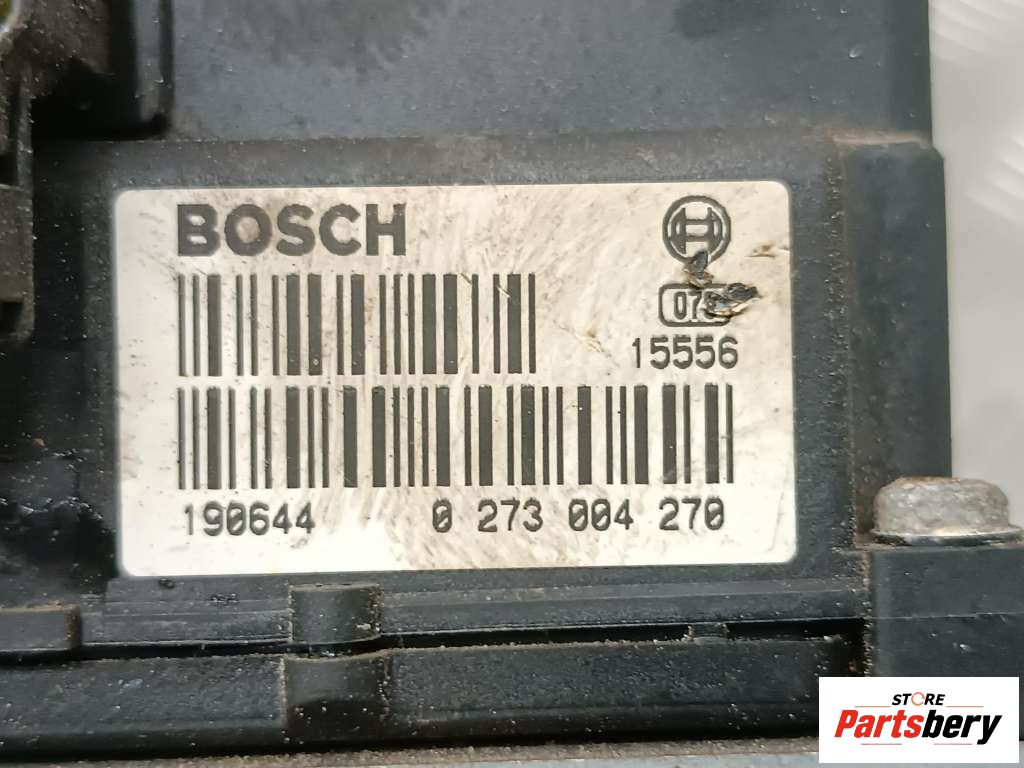 BOSCH
15556
190644 0 273 004 270
STORE
Partsbery